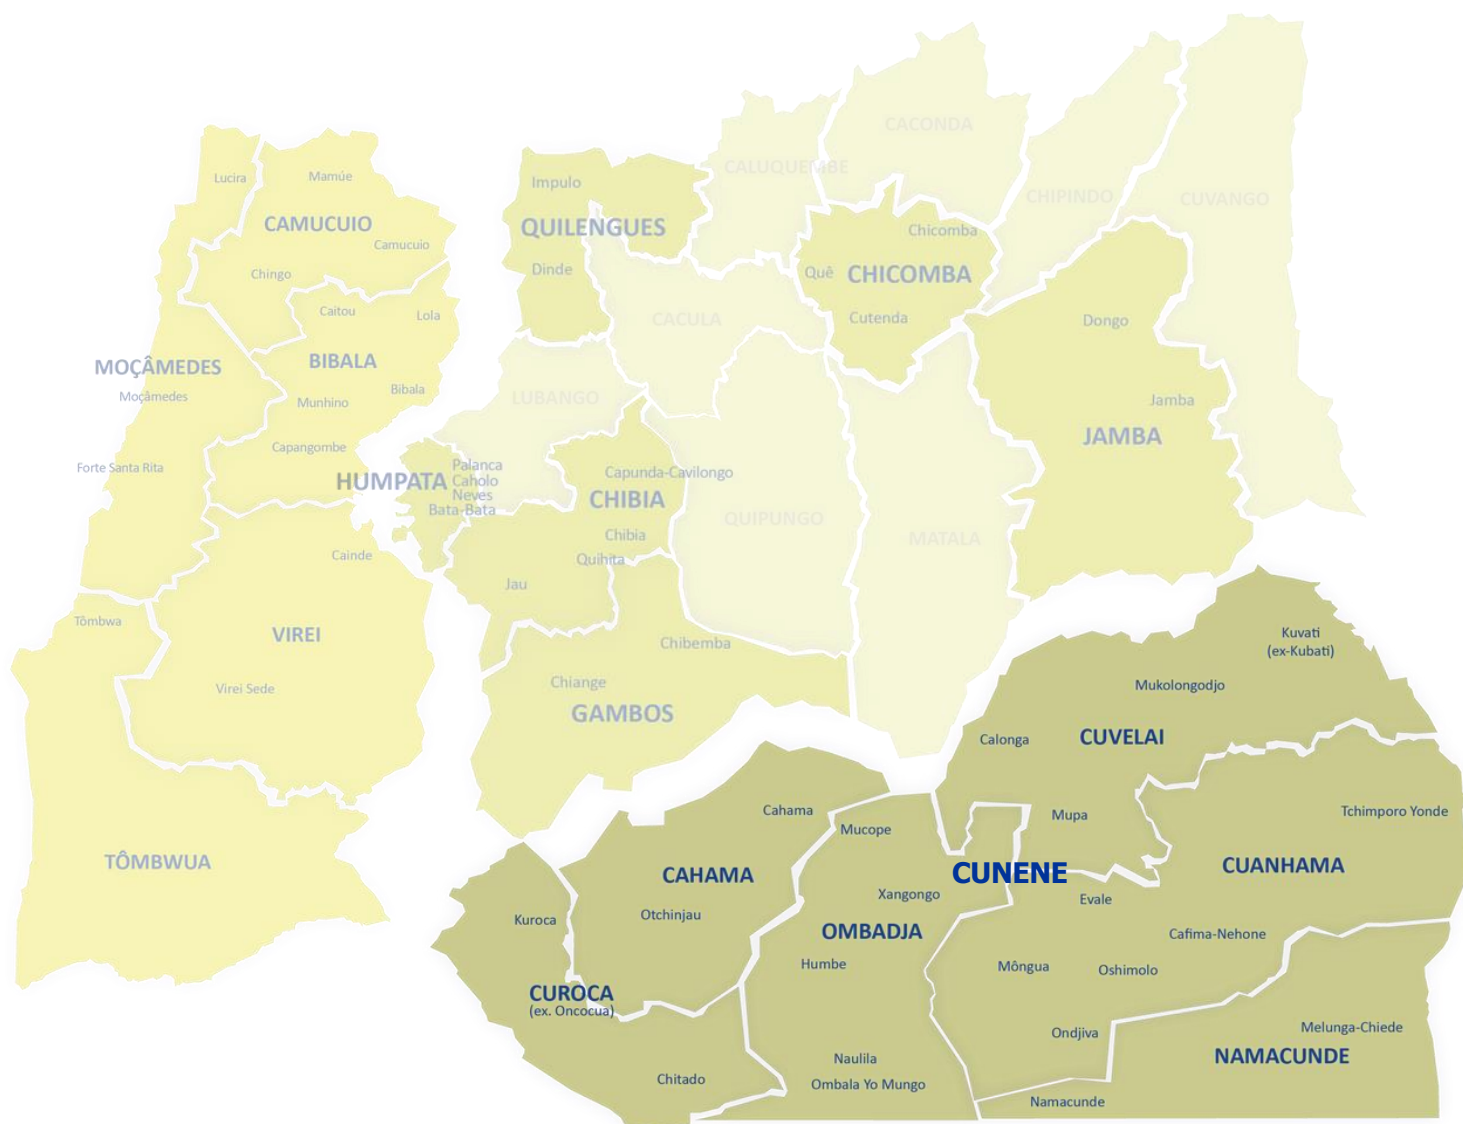 Lucira
Mamúe
CAMUCUIO
Camucuio
Chingo
Caitou
Lola
MOÇÂMEDES
Moçâmedes
BIBALA
Bibala
Munhino
Capangombe
Forte Santa Rita
Cainde
Tômbwa
VIREI
Virei Sede
TÔMBWUA
Impulo
QUILENGUES
Dinde
CALUQUEMBE
CACONDA
CHIPINDO
CUVANGO
Chicomba
Quê
CHICOMBA
Cutenda
CACULA
Dongo
Jamba
JAMBA
LUBANGO
HUMPATA
Palanca
Caholo
Neves
Bata-Bata
Capunda-Cavilongo
CHIBIA
Chibia
Quihita
Jau
QUIPUNGO
MATALA
Chibemba
Chiange
GAMBOS
Kuvati
(ex-Kubati)
Mukolongodjo
Calonga
CUVELAI
Mupa
Cahama
CAHAMA
Otchinjau
Mucope
CUNENE
Xangongo
OMBADJA
Humbe
Naulila
Ombala Yo Mungo
Tchimporo Yonde
CUANHAMA
Evale
Cafima-Nehone
Môngua
Oshimolo
Ondjiva
Kuroca
CUROCA
(ex. Oncocua)
Chitado
Melunga-Chiede
NAMACUNDE
Namacunde